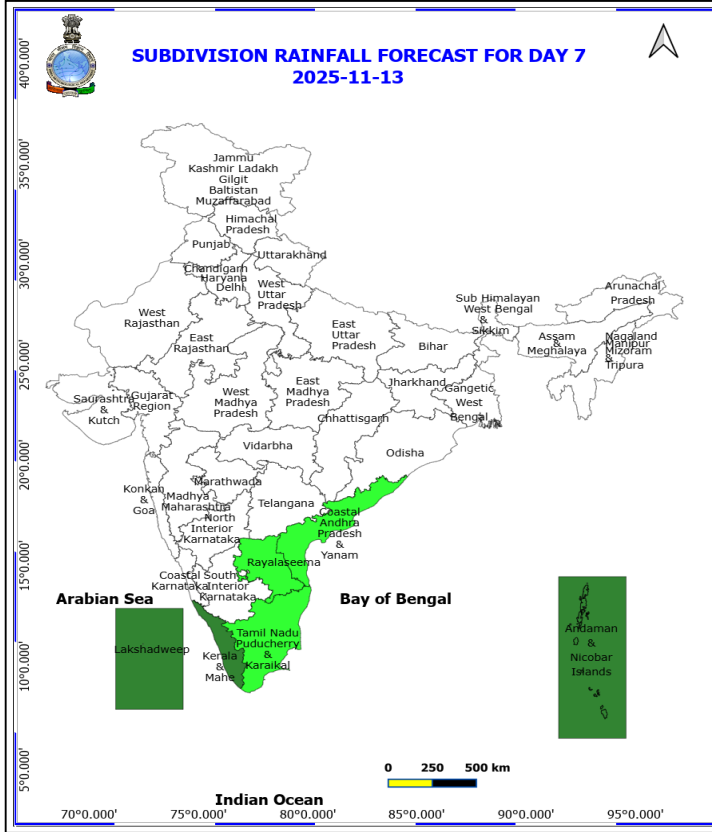 SUBDIVISION RAINFALL FORECAST FOR DAY 7
2025-11-13
40°0.000'
35°0.000'
30°0.000'
25°0.000'
20°0.000'
15°0.000'
10°0.000'
5°0.000'
Jammu
Kashmir Ladakh
Gilgit
Baltistan
Muzaffarabad
Himachal
Pradesh
Punjab
Uttarakhand
Chandigarh
Haryana
Delhi
West
Uttar
Pradesh
West
Rajasthan
East
Rajasthan
East
Uttar
Pradesh
Bihar
Sub Himalayan
West Bengal
&
Sikkim
Arunachal
Pradesh
Assam
&
Meghalaya
Nagaland
Manipur
Mizoram
&
Tripura
Saurashtra
&
Kutch
Gujarat
Region
West
Madhya
Pradesh
East
Madhya
Pradesh
Jharkhand
Gangetic
West
Bengal
Chhattisgarh
Odisha
Vidarbha
Konkan
&
Goa
Marathwada
Madhya
Maharashtra
North
Interior
Karnataka
Telangana
Coastal
Andhra
Pradesh
&
Yanam
Rayalaseema
Coastal
Karnataka
South
Interior
Karnataka
Arabian Sea
Bay of Bengal
Lakshadweep
Kerala
&
Mahe
Tamil Nadu
Puducherry
&
Karaikal
Andaman
&
Nicobar
Islands
0 250 500 km
Indian Ocean
70°0.000' 75°0.000' 80°0.000' 85°0.000' 90°0.000' 95°0.000'